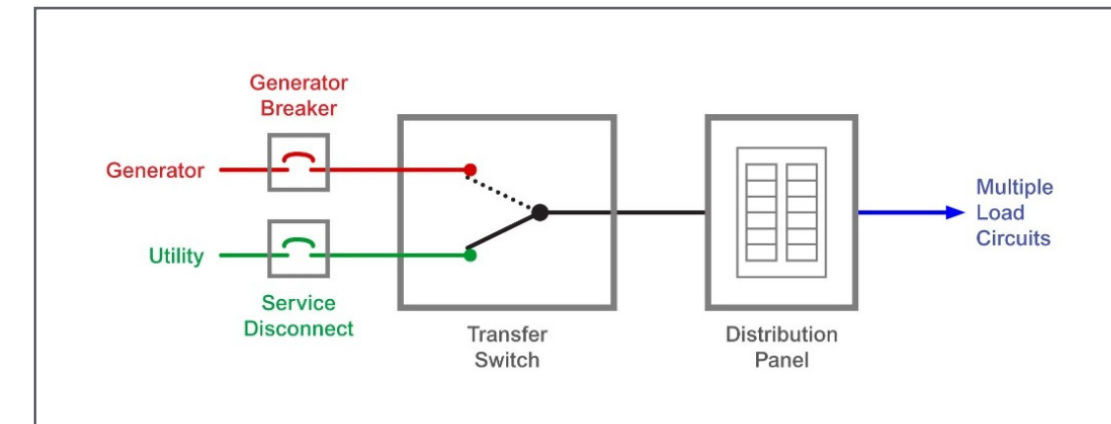 Generator
Breaker
Generator
Utility
Service
Disconnect
Transfer
Switch
Distribution
Panel
Multiple
Load
Circuits